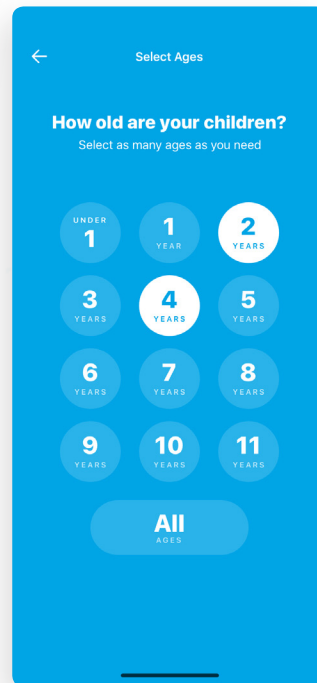 Select Ages
How old are your children?
Select as many ages as you need
UNDER
1
1
YEAR
2
YEARS
3
YEARS
4
YEARS
5
YEARS
6
YEARS
7
YEARS
8
YEARS
9
YEARS
10
YEARS
11
YEARS
All
AGES